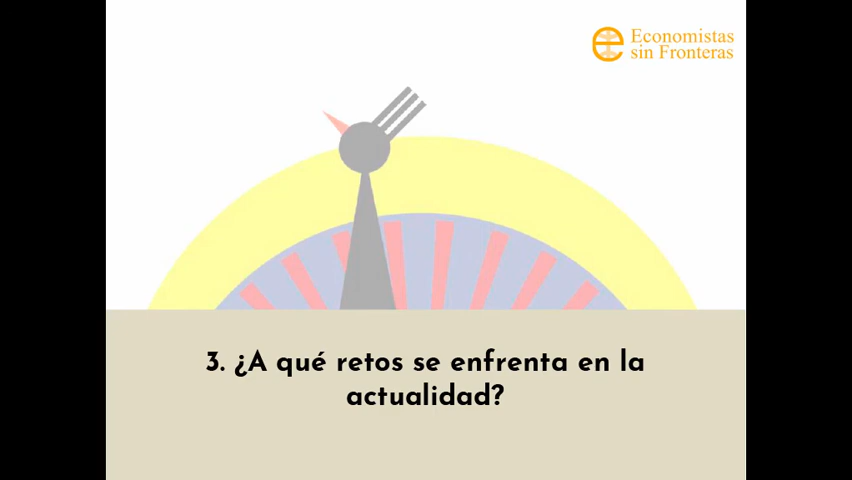 Economistas
sin Fronteras
3. ¿A qué retos se enfrenta en la
actualidad?